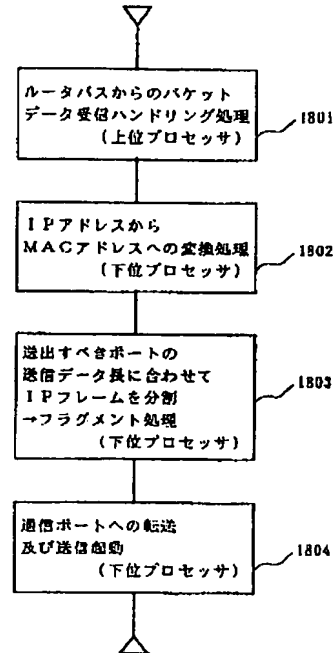 ルータバスからのパケット
データ受信ハンドリング処理
(上位プロセッサ)
1801
IPアドレスから
MACアドレスへの変換処理
(下位プロセッサ)
1802
送出すべきポートの
送信データ長に合わせて
IPフレームを分割
→フラグメント処理
(下位プロセッサ)
1803
通信ポートへの転送
及び送信起動
(下位プロセッサ)
1804